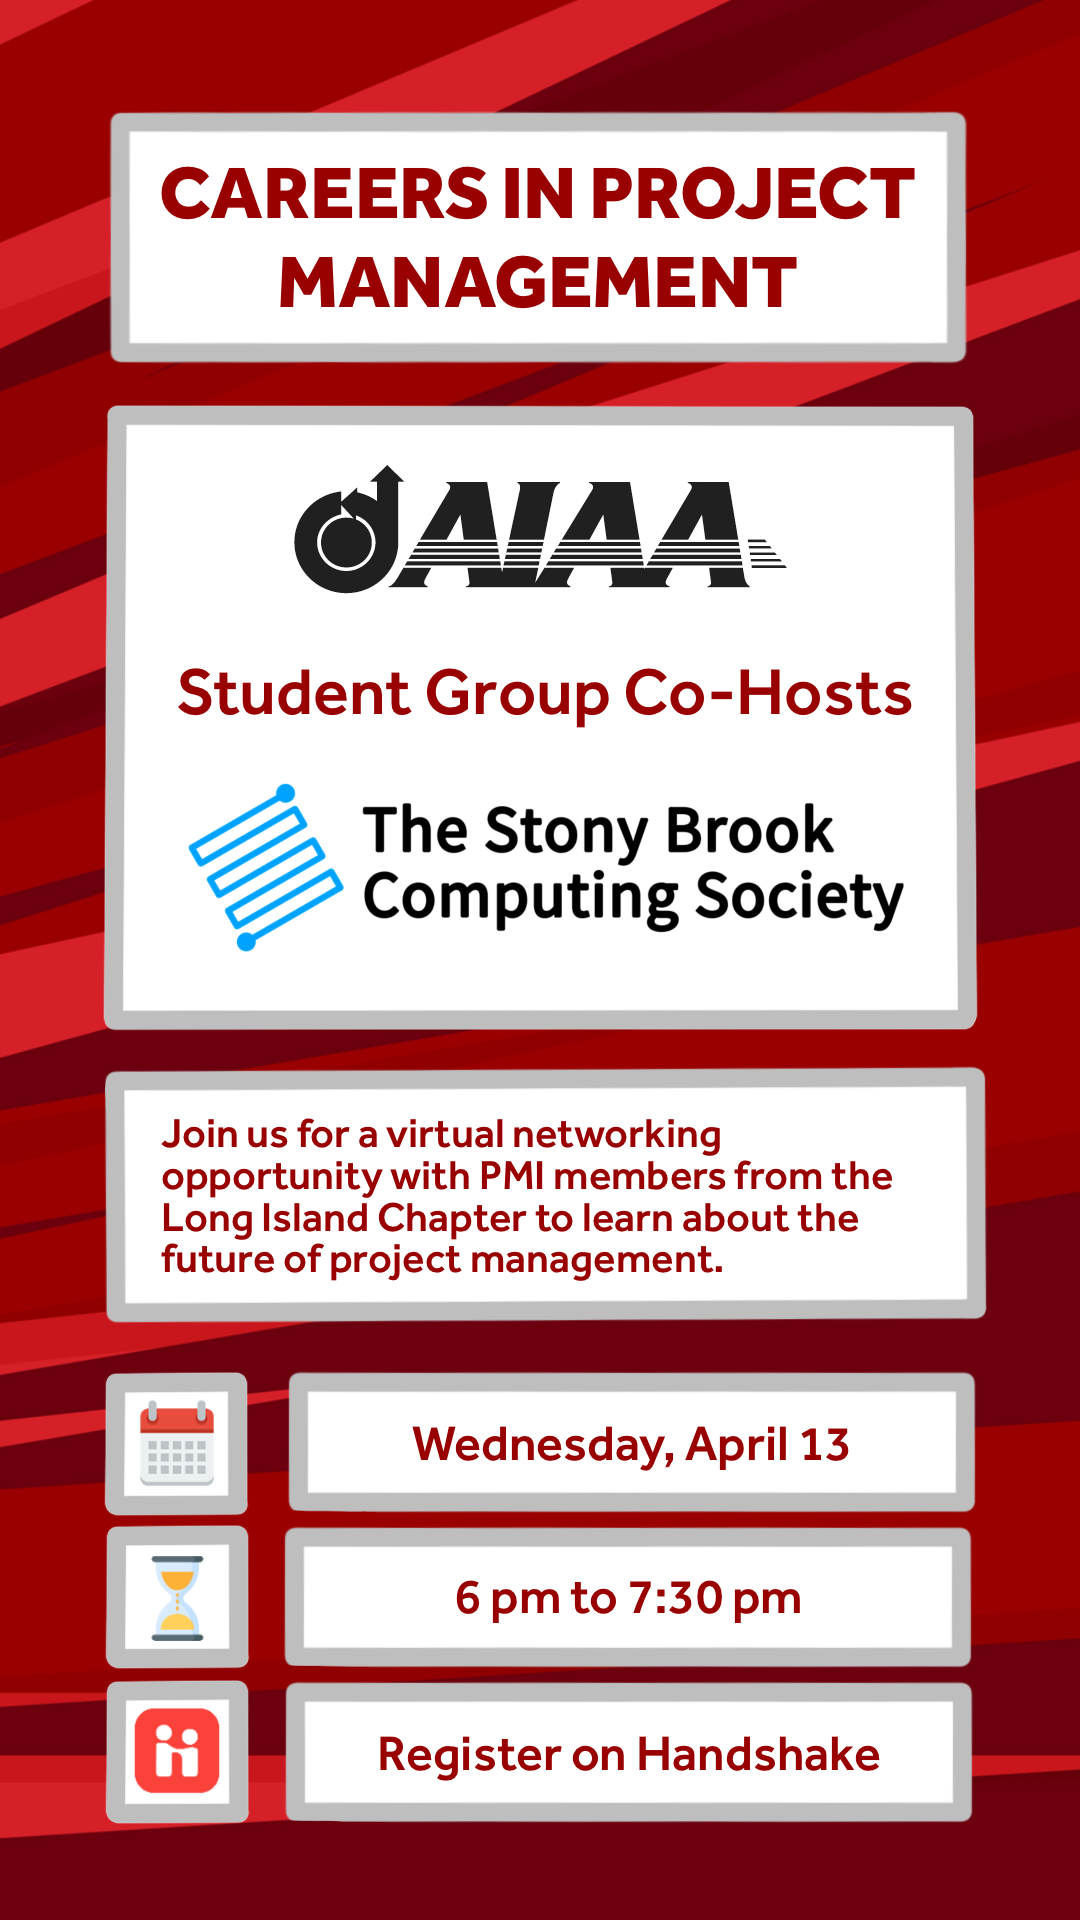 CAREERS IN PROJECT
MANAGEMENT
AIAA
Student Group Co-Hosts
The Stony Brook
Computing Society
Join us for a virtual networking
opportunity with PMI members from the
Long Island Chapter to learn about the
future of project management.
Wednesday, April 13
6 pm to 7:30 pm
Register on Handshake